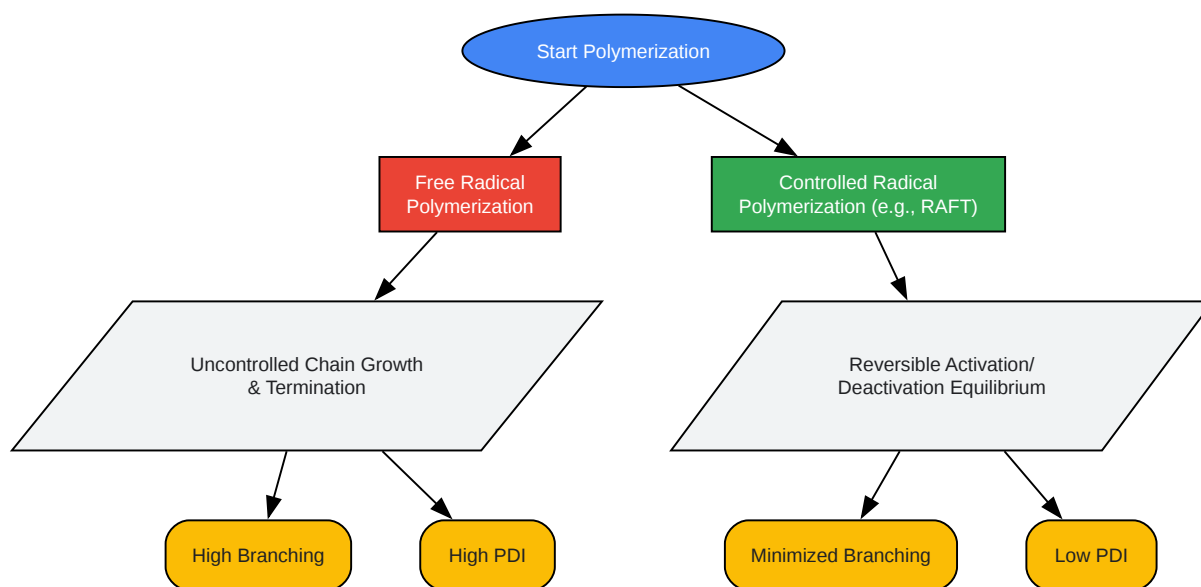 Start Polymerization
Free Radical
Polymerization
Controlled Radical
Polymerization (e.g., RAFT)
Uncontrolled Chain Growth
& Termination
Reversible Activation/
Deactivation Equilibrium
High Branching
High PDI
Minimized Branching
Low PDI